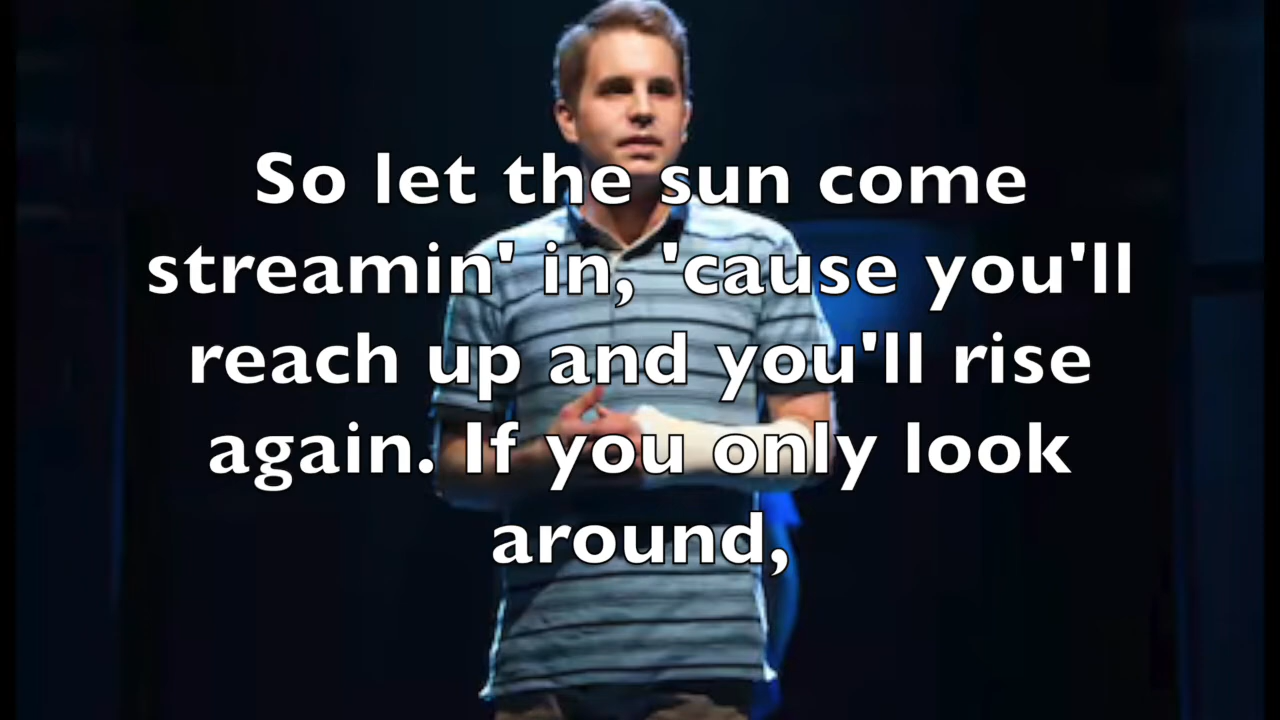 So let the sun come
streamin' in, 'cause you'll
reach up and you'll rise
again. If you only look
around,